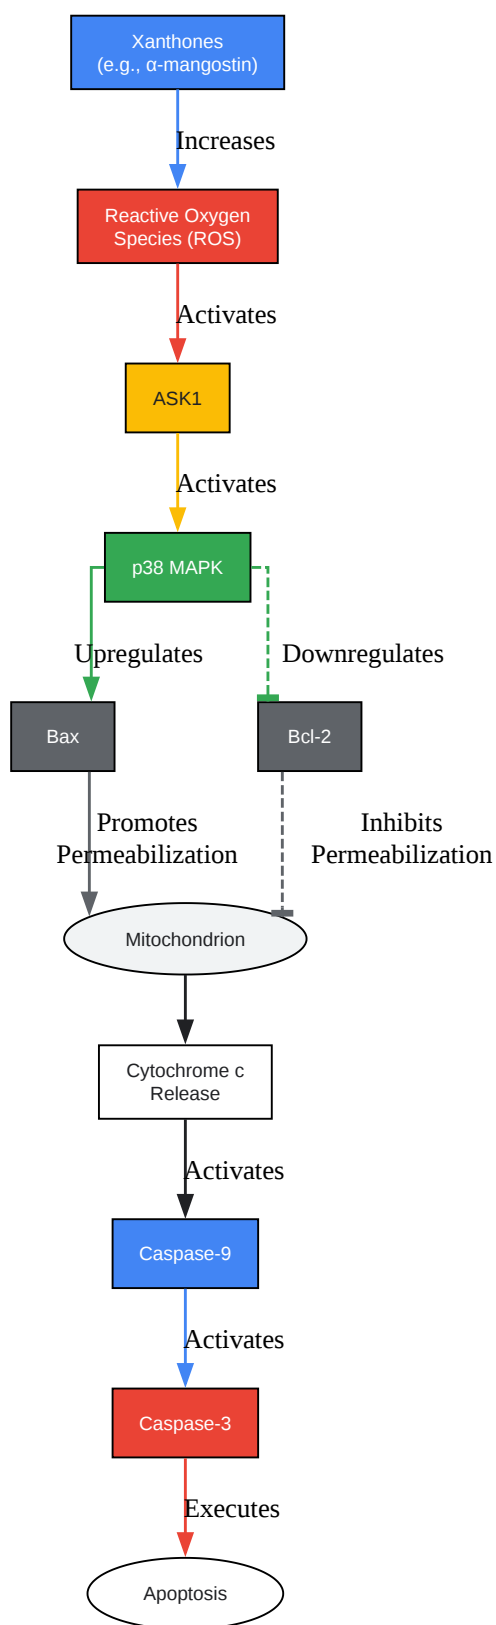 Xanthones
(e.g., α-mangostin)
Increases
Reactive Oxygen
Species (ROS)
Activates
ASK1
Activates
p38 MAPK
Upregulates
Downregulates
Bax
Bcl-2
Promotes
Permeabilization
Inhibits
Permeabilization
Mitochondrion
Cytochrome c
Release
Activates
Caspase-9
Activates
Caspase-3
Executes
Apoptosis